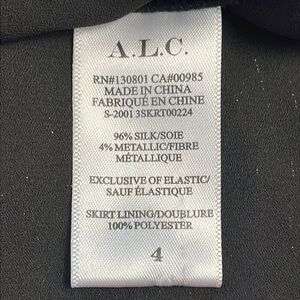 A.L.C.
RN#130801 CA#00985
MADE IN CHINA
FABRIQUÉ EN CHINE
S-2001 3SKRT00224
96% SILK/SOIE
4% METALLIC/FIBRE
MÉTALLIQUE
EXCLUSIVE OF ELASTIC/
SAUF ÉLASTIQUE
SKIRT LINING/DOUBLURE
100% POLYESTER
4